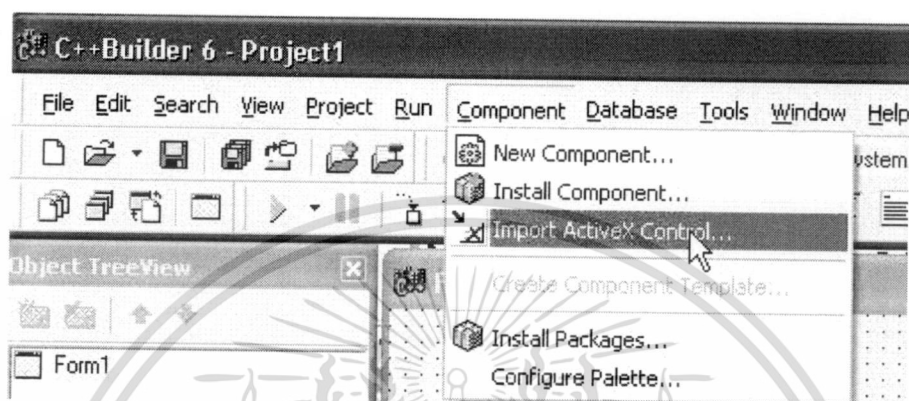 C++Builder 6 - Project1
File Edit Search View Project Run Component Database Tools Window Help
New Component...
Install Component...
Import ActiveX Control...
Create Component Template...
Install Packages...
Configure Palette...
Object TreeView
Form1